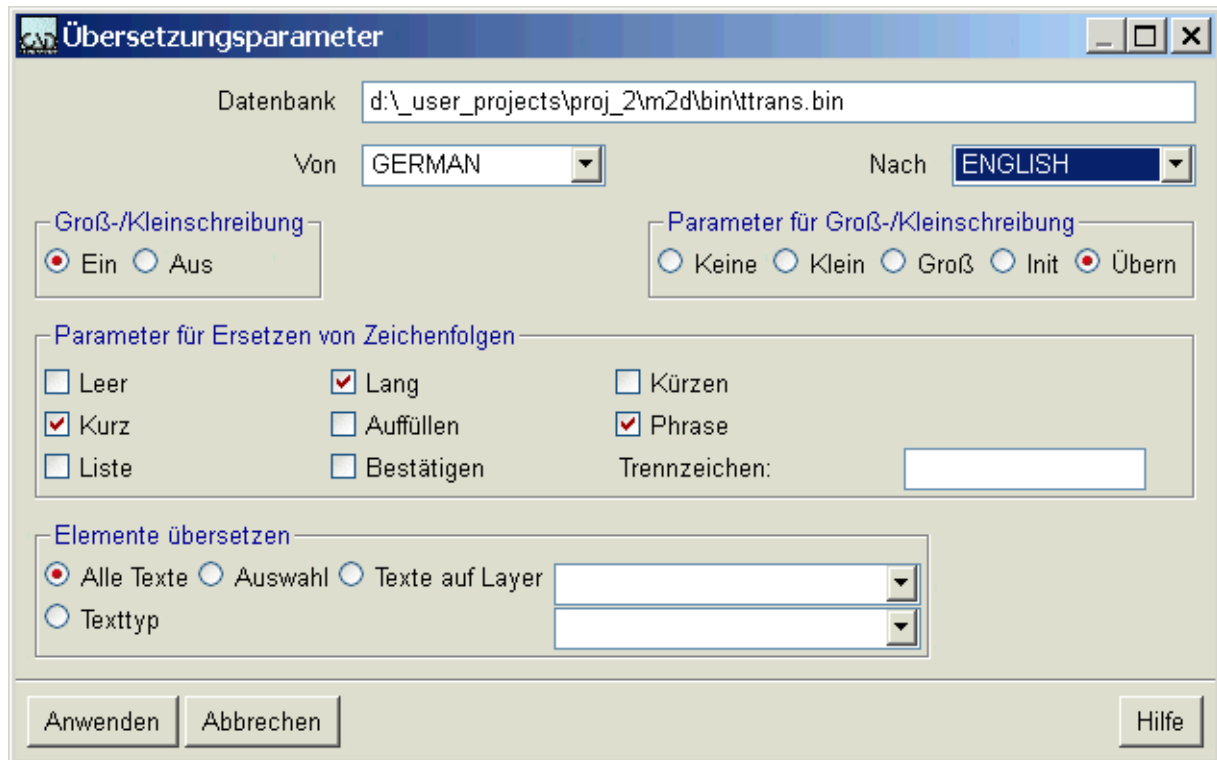 CAD Übersetzungsparameter
Datenbank d:\_user_projects\proj_2\m2d\bin\ttrans.bin
Von GERMAN Nach ENGLISH
Groß-/Kleinschreibung Parameter für Groß-/Kleinschreibung
Ein Aus Keine Klein Groß Init Übern
Parameter für Ersetzen von Zeichenfolgen
Leer Lang Kürzen
Kurz Auffüllen Phrase
Liste Bestätigen Trennzeichen:
Elemente übersetzen
Alle Texte Auswahl Texte auf Layer
Texttyp
Anwenden Abbrechen Hilfe